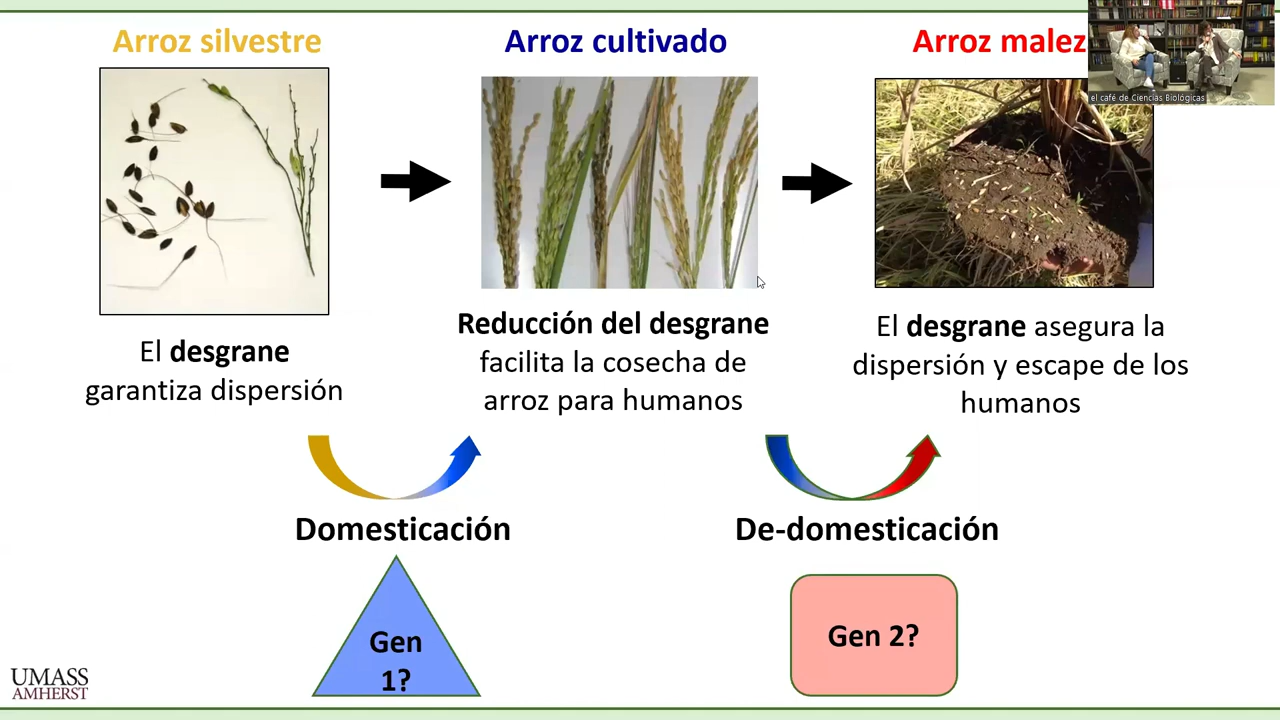 Arroz silvestre
Arroz cultivado
Arroz malez
el café de Ciencias Biológicas
El desgrane
garantiza dispersión
Reducción del desgrane
facilita la cosecha de
arroz para humanos
El desgrane asegura la
dispersión y escape de los
humanos
Domesticación
De-domesticación
Gen
1?
Gen 2?
UMASS
AMHERST